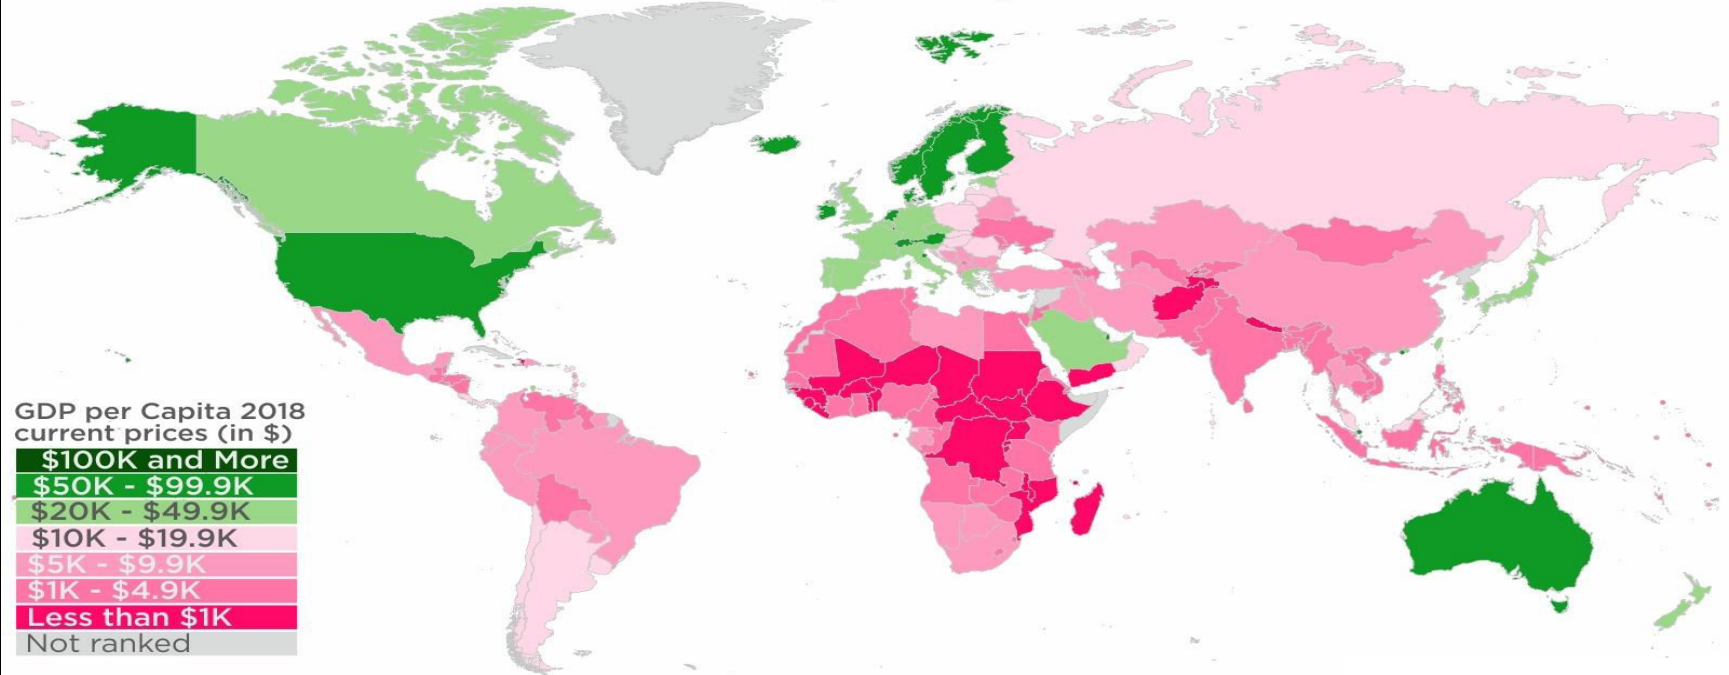 GDP per Capita 2018
current prices (in $)
$100K and More
$50K - $99.9K
$20K - $49.9K
$10K - $19.9K
$5K - $9.9K
$1K - $4.9K
Less than $1K
Not ranked